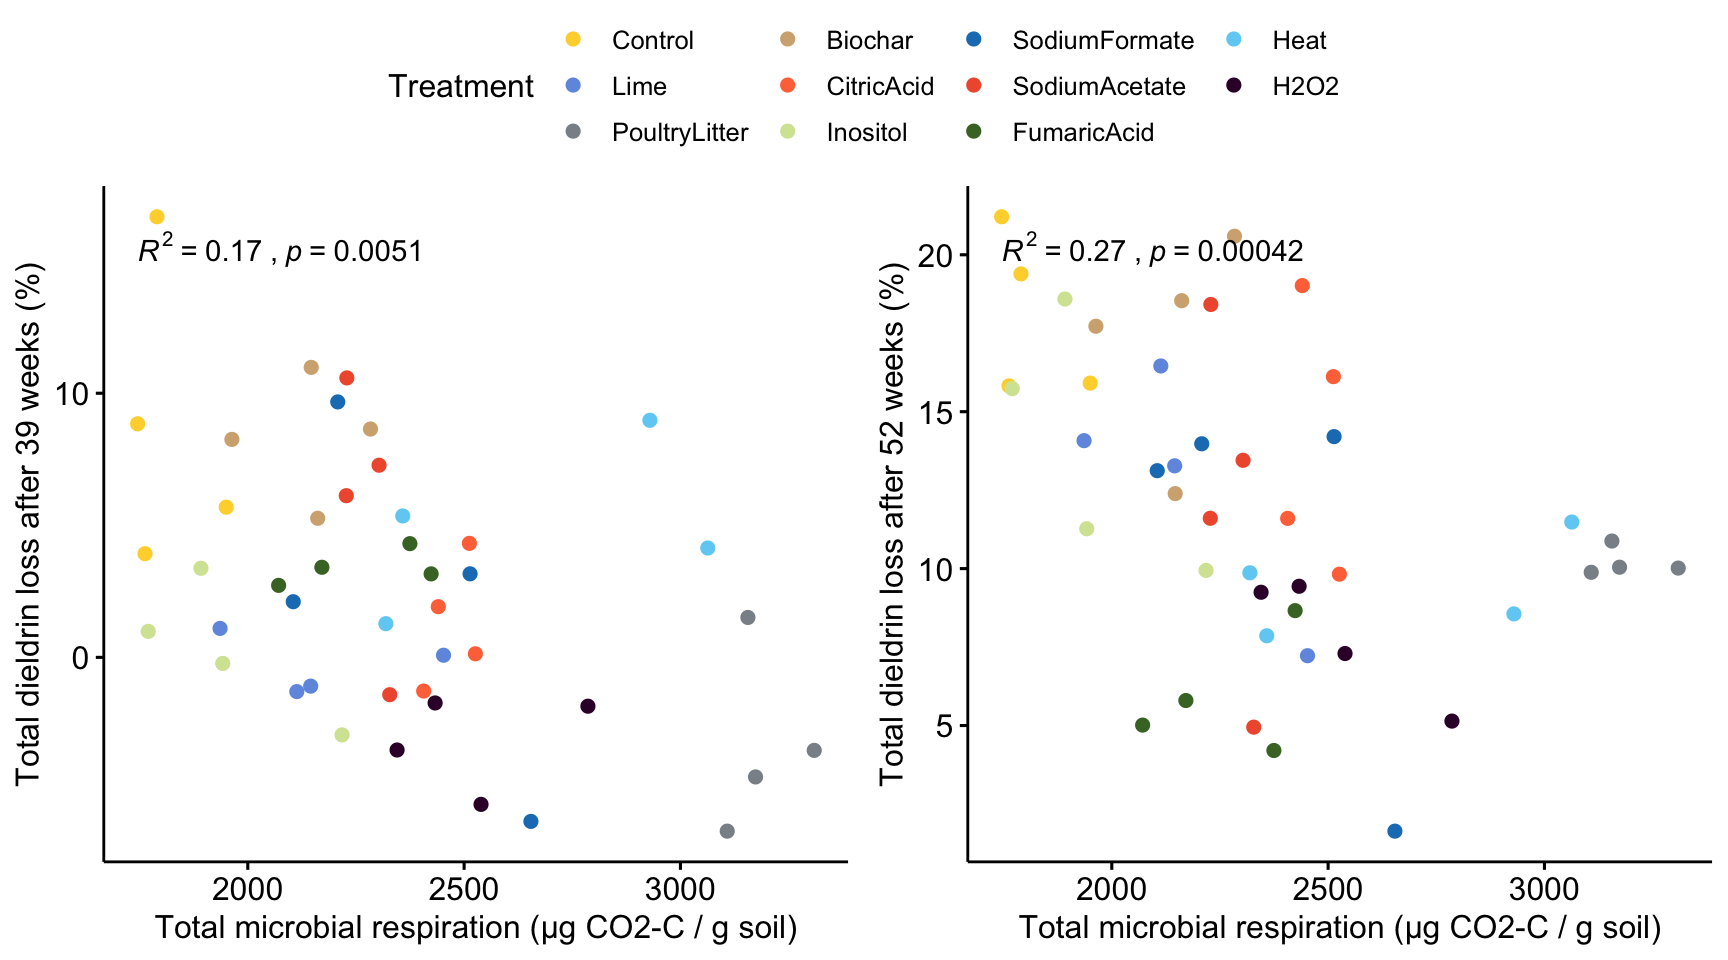 Treatment
Control
Lime
PoultryLitter
Biochar
CitricAcid
Inositol
SodiumFormate
SodiumAcetate
FumaricAcid
Heat
H2O2
Total dieldrin loss after 39 weeks (%)
R² = 0.17 , p = 0.0051
10
0
2000 2500 3000
Total microbial respiration (µg CO2-C / g soil)
Total dieldrin loss after 52 weeks (%)
R² = 0.27 , p = 0.00042
20
15
10
5
2000 2500 3000
Total microbial respiration (µg CO2-C / g soil)